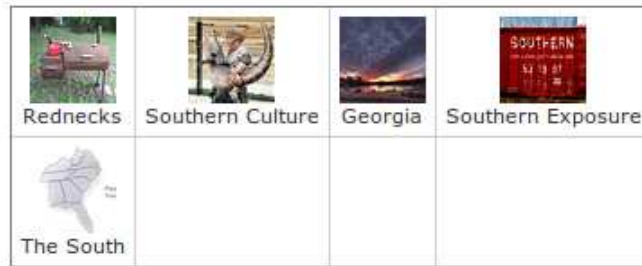 SOUTHERN
Rednecks
Southern Culture
Georgia
Southern Exposure
The South